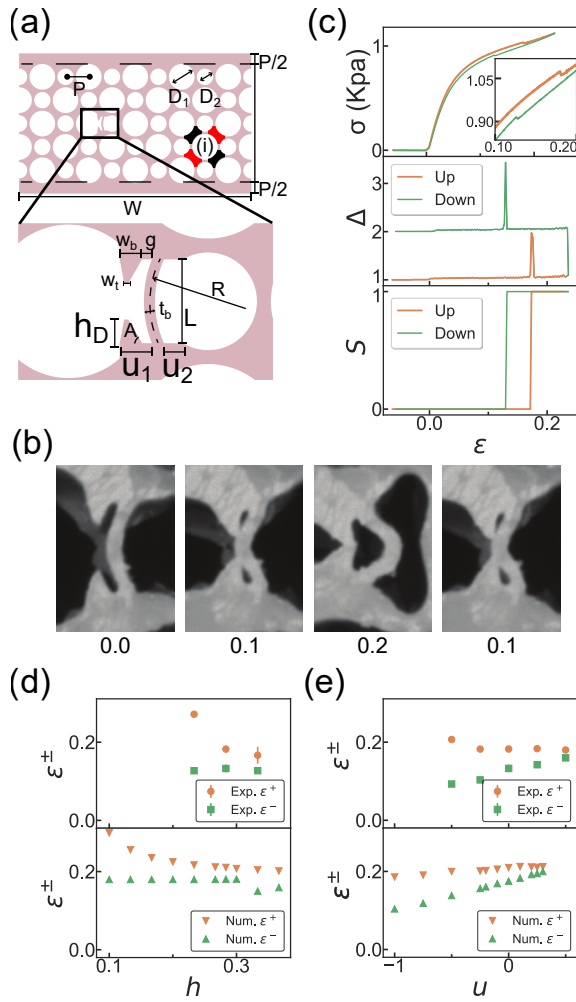 (a)
P
D1
D2
P/2
(i)
P/2
W
wb
g
wt
R
tb
L
hD
A
u1
u2
(b)
0.0
0.1
0.2
0.1
(c)
σ (Kpa)
1
0
1.05
0.90
0.10
0.20
Δ
3
2
1
Up
Down
S
1
0
Up
Down
0.0
0.2
ε
(d)
ε±
0.2
0.0
Exp. ε+
Exp. ε−
ε±
0.2
0.0
Num. ε+
Num. ε−
0.1
0.3
h
(e)
ε±
0.2
0.0
Exp. ε+
Exp. ε−
ε±
0.2
0.0
Num. ε+
Num. ε−
−1
0
u